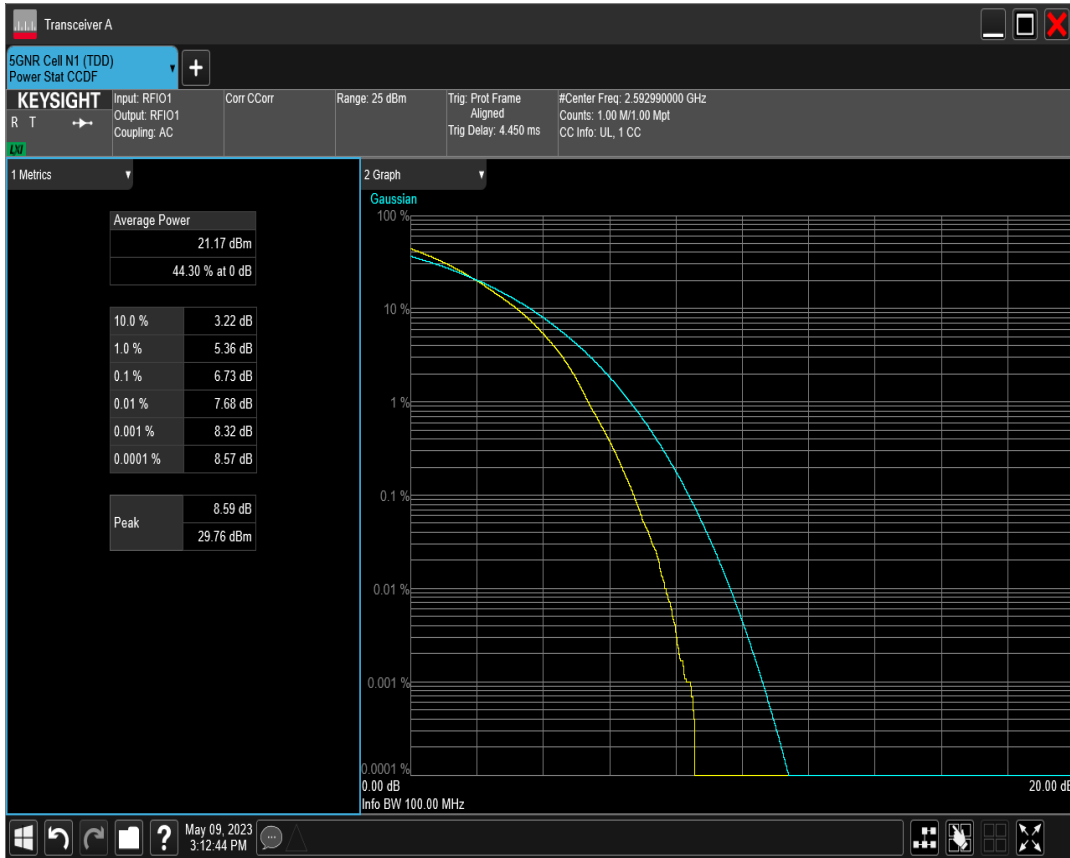 Transceiver A
5GNR Cell N1 (TDD)
Power Stat CCDF
+
KEYSIGHT
R T
LXI
Input: RFIO1
Output: RFIO1
Coupling: AC
Corr CCorr
Range: 25 dBm
Trig: Prot Frame
Aligned
Trig Delay: 4.450 ms
#Center Freq: 2.592990000 GHz
Counts: 1.00 M/1.00 Mpt
CC Info: UL, 1 CC
1 Metrics
Average Power
21.17 dBm
44.30 % at 0 dB
10.0 % 3.22 dB
1.0 % 5.36 dB
0.1 % 6.73 dB
0.01 % 7.68 dB
0.001 % 8.32 dB
0.0001 % 8.57 dB
Peak
8.59 dB
29.76 dBm
2 Graph
Gaussian
100 %
10 %
1 %
0.1 %
0.01 %
0.001 %
0.0001 %
0.00 dB
20.00 dB
Info BW 100.00 MHz
?
May 09, 2023
3:12:44 PM